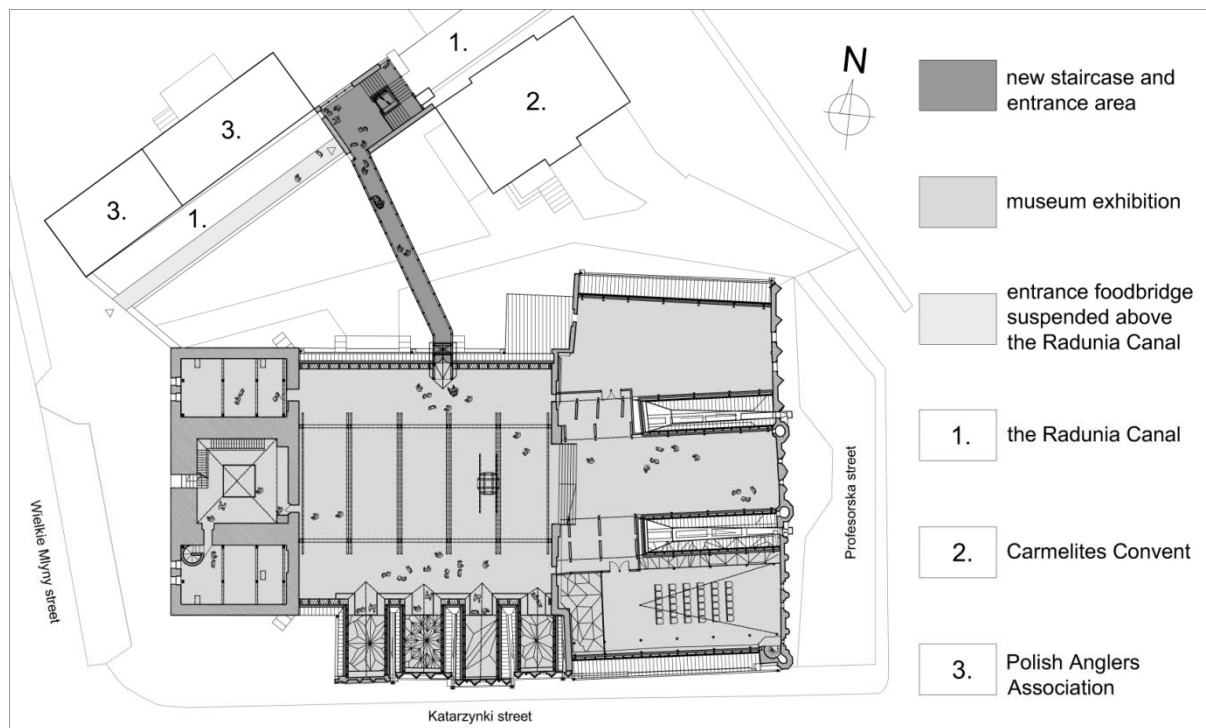 1.
2.
3.
3.
1.
N
new staircase and
entrance area
museum exhibition
entrance foodbridge
suspended above
the Radunia Canal
1. the Radunia Canal
2. Carmelites Convent
3. Polish Anglers
Association
Wielkie Młyny street
Profesorska street
Katarzynki street